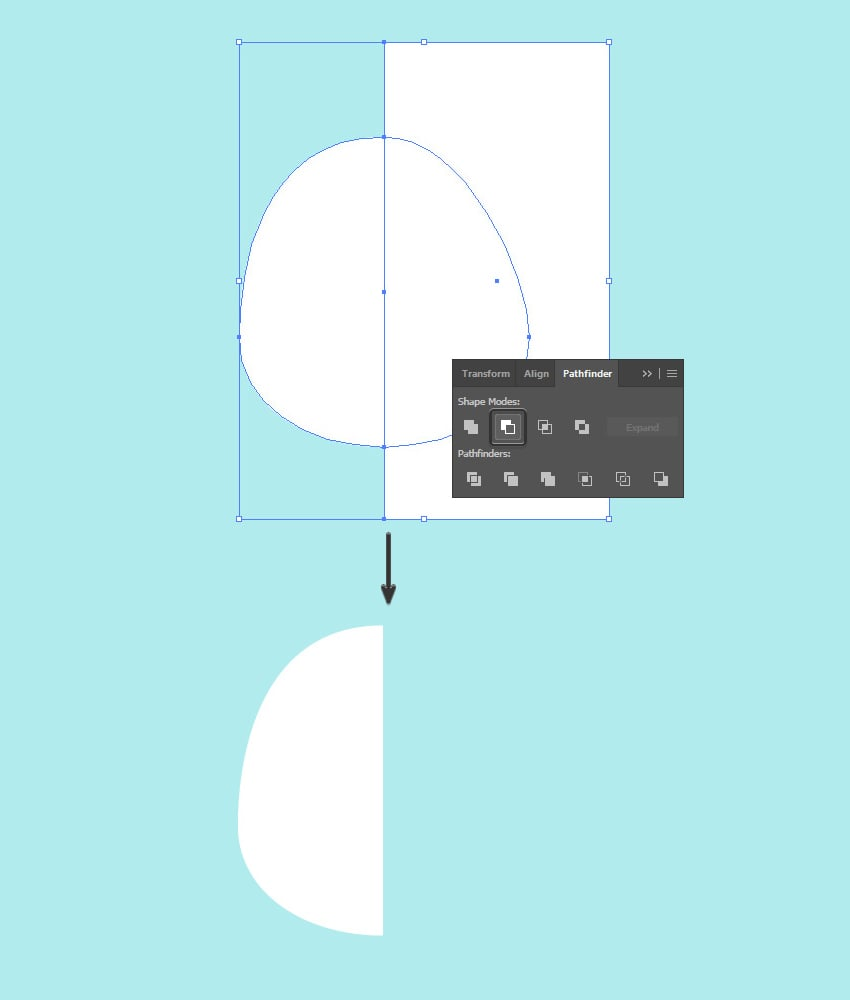 Transform Align Pathfinder
Shape Modes:
Expand
Pathfinders: